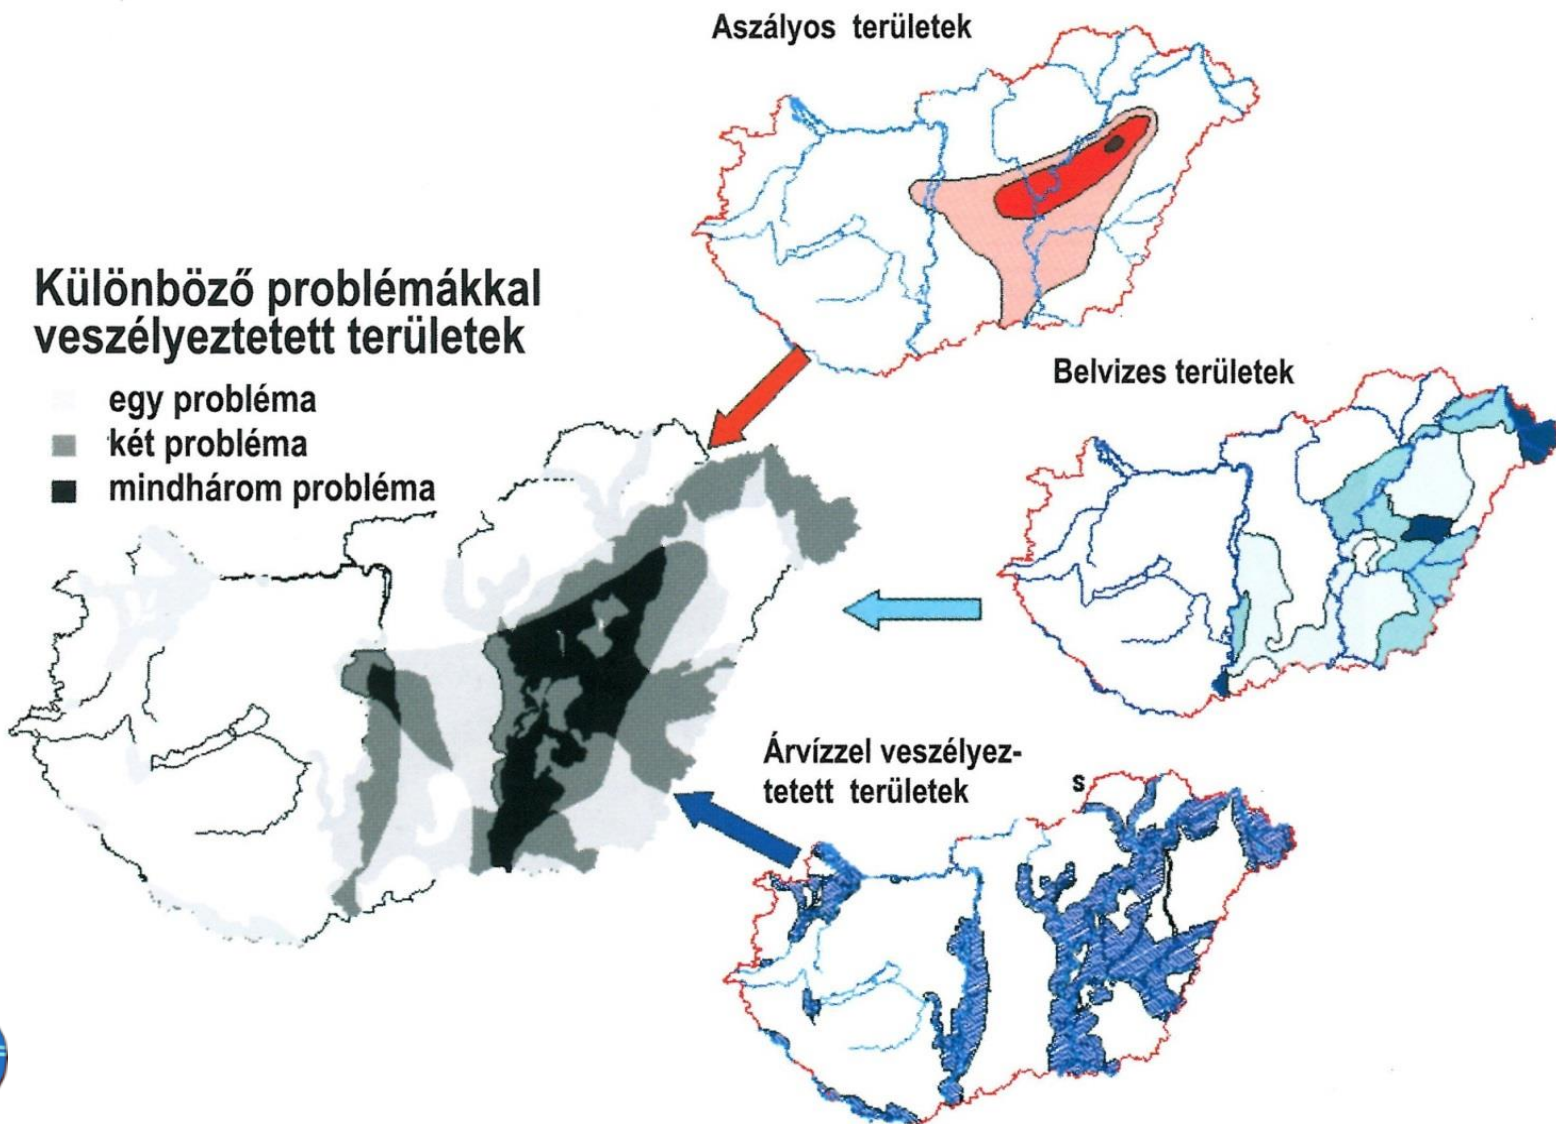 Aszályos területek
Különböző problémákkal
veszélyeztetett területek
egy probléma
két probléma
mindhárom probléma
Belvizes területek
Árvízzel veszélyez-
tetett területek
s